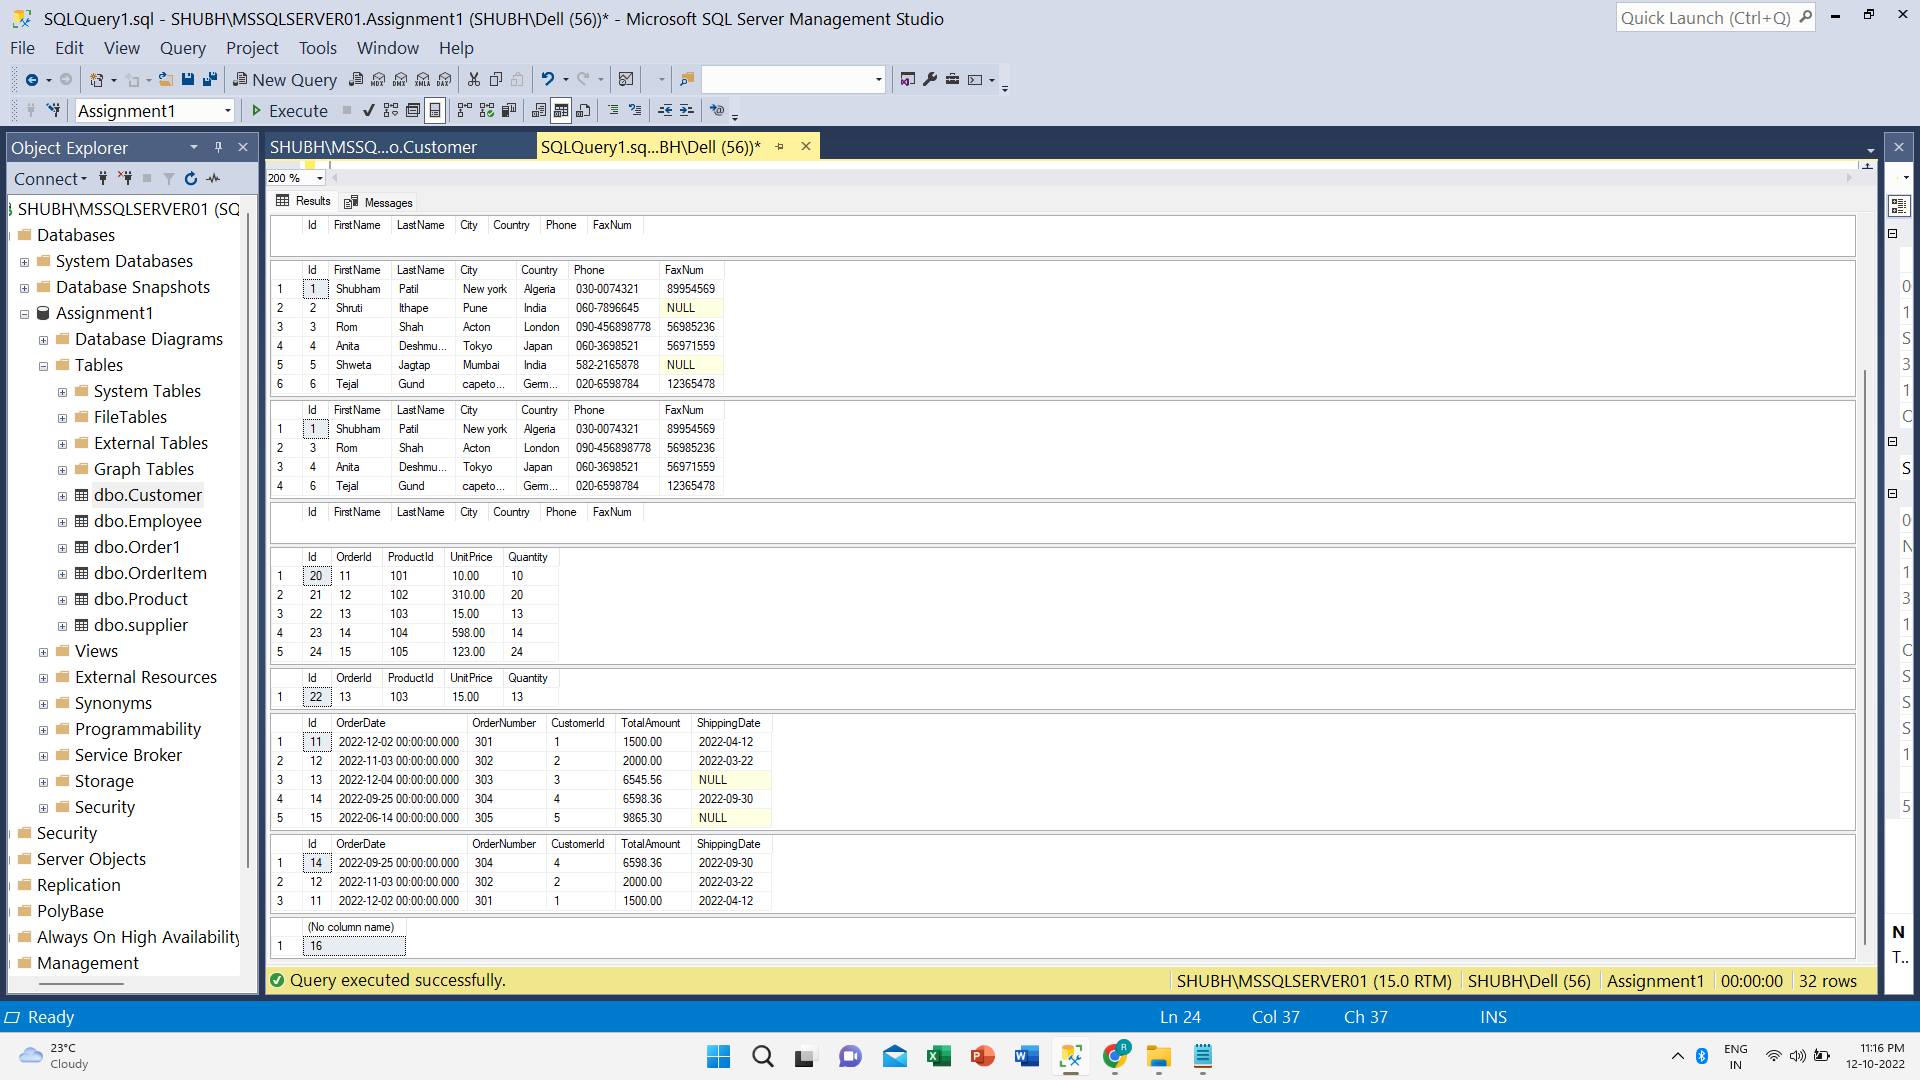 SQLQuery1.sql - SHUBH\MSSQLSERVER01.Assignment1 (SHUBH\Dell (56))* - Microsoft SQL Server Management Studio
Quick Launch (Ctrl+Q)
File Edit View Query Project Tools Window Help
New Query MDX DMX XMLA DAX
Assignment1 Execute
Object Explorer
SHUBH\MSSQ...o.Customer SQLQuery1.sq...BH\Dell (56))*
Connect
200 %
Results Messages
SHUBH\MSSQLSERVER01 (SQ
Databases
System Databases
Database Snapshots
Assignment1
Database Diagrams
Tables
System Tables
FileTables
External Tables
Graph Tables
dbo.Customer
dbo.Employee
dbo.Order1
dbo.OrderItem
dbo.Product
dbo.supplier
Views
External Resources
Synonyms
Programmability
Service Broker
Storage
Security
Security
Server Objects
Replication
PolyBase
Always On High Availability
Management
Id FirstName LastName City Country Phone FaxNum
Id FirstName LastName City Country Phone FaxNum
1 1 Shubham Patil New york Algeria 030-0074321 89954569
2 2 Shruti Ithape Pune India 060-7896645 NULL
3 3 Rom Shah Acton London 090-456898778 56985236
4 4 Anita Deshmu... Tokyo Japan 060-3698521 56971559
5 5 Shweta Jagtap Mumbai India 582-2165878 NULL
6 6 Tejal Gund capeto... Germ... 020-6598784 12365478
Id FirstName LastName City Country Phone FaxNum
1 1 Shubham Patil New york Algeria 030-0074321 89954569
2 3 Rom Shah Acton London 090-456898778 56985236
3 4 Anita Deshmu... Tokyo Japan 060-3698521 56971559
4 6 Tejal Gund capeto... Germ... 020-6598784 12365478
Id FirstName LastName City Country Phone FaxNum
Id OrderId ProductId UnitPrice Quantity
1 20 11 101 10.00 10
2 21 12 102 310.00 20
3 22 13 103 15.00 13
4 23 14 104 598.00 14
5 24 15 105 123.00 24
Id OrderId ProductId UnitPrice Quantity
1 22 13 103 15.00 13
Id OrderDate OrderNumber CustomerId TotalAmount ShippingDate
1 11 2022-12-02 00:00:00.000 301 1 1500.00 2022-04-12
2 12 2022-11-03 00:00:00.000 302 2 2000.00 2022-03-22
3 13 2022-12-04 00:00:00.000 303 3 6545.56 NULL
4 14 2022-09-25 00:00:00.000 304 4 6598.36 2022-09-30
5 15 2022-06-14 00:00:00.000 305 5 9865.30 NULL
Id OrderDate OrderNumber CustomerId TotalAmount ShippingDate
1 14 2022-09-25 00:00:00.000 304 4 6598.36 2022-09-30
2 12 2022-11-03 00:00:00.000 302 2 2000.00 2022-03-22
3 11 2022-12-02 00:00:00.000 301 1 1500.00 2022-04-12
(No column name)
1 16
0
1
S
3
1
C
S
0
N
1
3
1
C
S
S
S
1
5
N
T..
Query executed successfully. SHUBH\MSSQLSERVER01 (15.0 RTM) SHUBH\Dell (56) Assignment1 00:00:00 32 rows
Ready Ln 24 Col 37 Ch 37 INS
23°C
Cloudy
R
ENG
IN
11:16 PM
12-10-2022